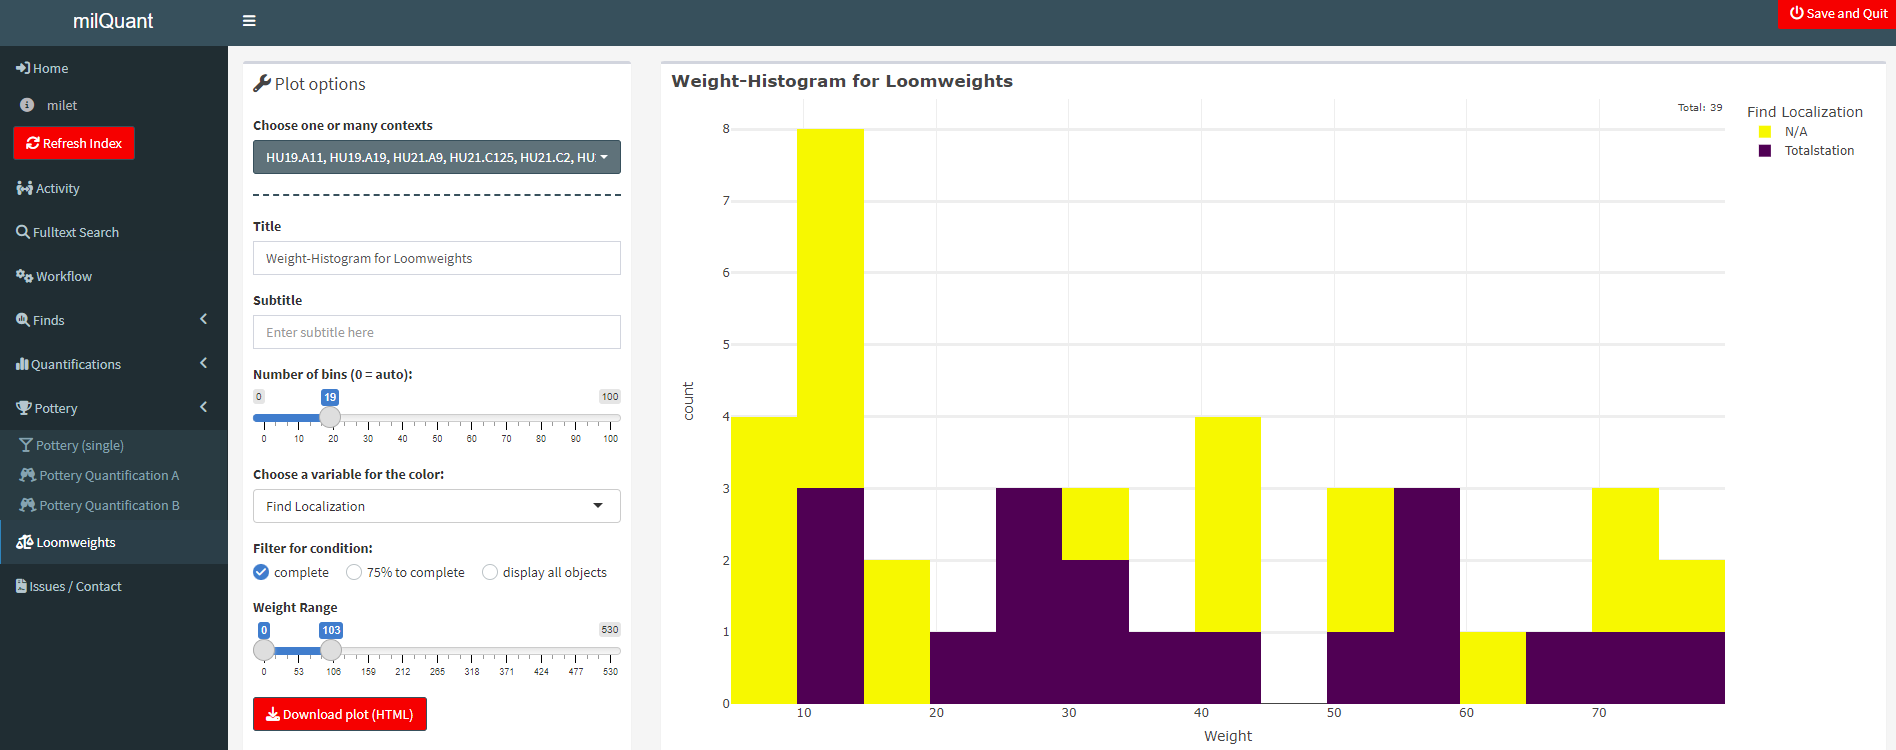 milQuant
Save and Quit
Home
milet
Refresh Index
Activity
Fulltext Search
Workflow
Finds
Quantifications
Pottery
Pottery (single)
Pottery Quantification A
Pottery Quantification B
Loomweights
Issues / Contact
Plot options
Choose one or many contexts
HU19.A11, HU19.A19, HU21.A9, HU21.C125, HU21.C2, HU
Title
Weight-Histogram for Loomweights
Subtitle
Enter subtitle here
Number of bins (0 = auto):
0 19 100
0 10 20 30 40 50 60 70 80 90 100
Choose a variable for the color:
Find Localization
Filter for condition:
complete 75% to complete display all objects
Weight Range
0 103 530
0 53 106 159 212 265 318 371 424 477 530
Download plot (HTML)
Weight-Histogram for Loomweights
Total: 39
Find Localization
N/A
Totalstation
count
8
7
6
5
4
3
2
1
0
10 20 30 40 50 60 70
Weight